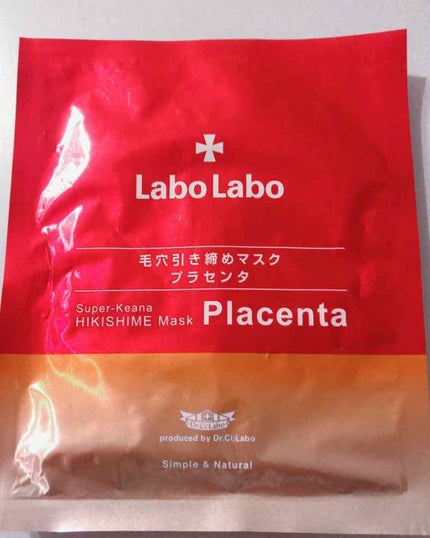 Labo Labo
毛穴引き締めマスク
プラセンタ
Super-Keana
HIKISHIME Mask Placenta
Dr.Ci:Labo
produced by Dr.Ci:Labo
Simple & Natural